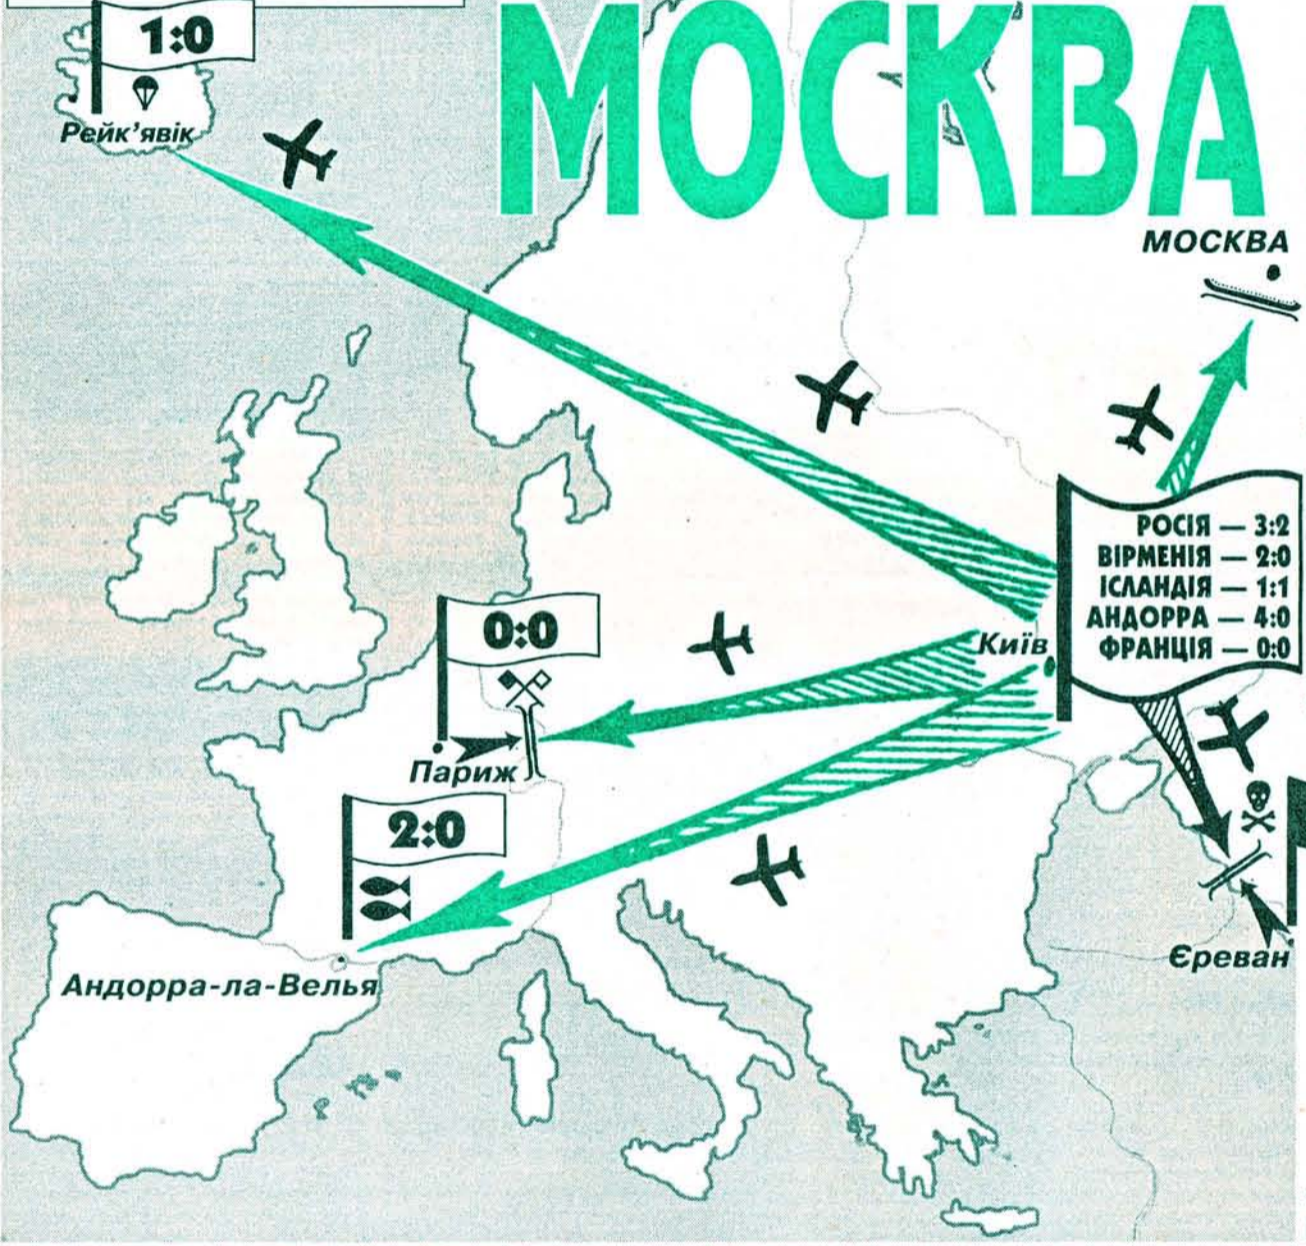 МОСКВА
1:0
Рейк’явік
МОСКВА
РОСІЯ — 3:2
ВІРМЕНІЯ — 2:0
ІСЛАНДІЯ — 1:1
АНДОРРА — 4:0
ФРАНЦІЯ — 0:0
0:0
Київ
Париж
2:0
Єреван
Андорра-ла-Велья